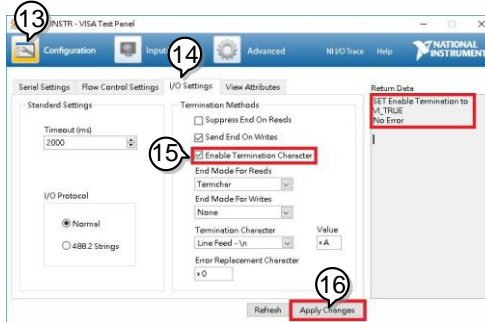 13
INSTR - VISA Test Panel
Configuration
14
Advanced
NI I/O Trace
Help
NATIONAL
INSTRUMENTS
Serial Settings
Flow Control Settings
I/O Settings
View Attributes
Return Data
Standard Settings
Timeout (ms)
2000
I/O Protocol
Normal
488.2 Strings
Termination Methods
Suppress End On Reads
Send End On Writes
15
Enable Termination Character
End Mode For Reads
Termchar
End Mode For Writes
None
Termination Character
Value
Line Feed - \n
xA
Error Replacement Character
x0
SET Enable Termination to
VI_TRUE
No Error
16
Refresh
Apply Changes